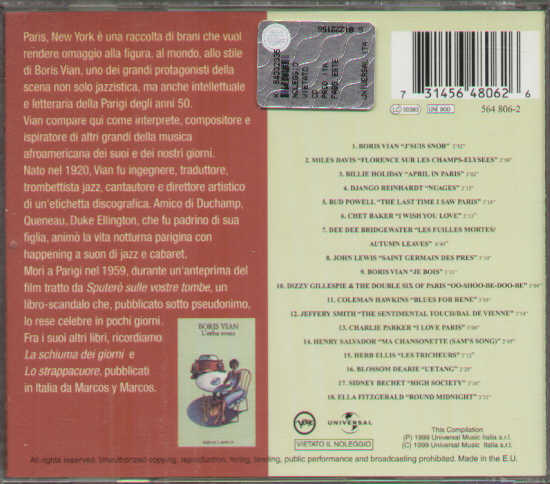 Paris, New York è una raccolta di brani che vuol
rendere omaggio alla figura, al mondo, allo stile
di Boris Vian, uno dei grandi protagonisti della
scena non solo jazzistica, ma anche intellettuale
e letteraria della Parigi degli anni 50.
Vian compare qui come interprete, compositore e
ispiratore di altri grandi della musica
afroamericana dei suoi e dei nostri giorni.
Nato nel 1920, Vian fu ingegnere, traduttore,
trombettista jazz, cantautore e direttore artistico
di un'etichetta discografica. Amico di Duchamp,
Queneau, Duke Ellington, che fu padrino di sua
figlia, animò la vita notturna parigina con
happening a suon di jazz e cabaret.
Morì a Parigi nel 1959, durante un'anteprima del
film tratto da Sputerò sulle vostre tombe, un
libro-scandalo che, pubblicato sotto pseudonimo,
lo rese celebre in pochi giorni.
Fra i suoi altri libri, ricordiamo
La schiuma dei giorni e
Lo strappacuore, pubblicati
in Italia da Marcos y Marcos.
BORIS VIAN
L'erba rossa
NOLEGGIO
VIETATO
CD
7 31456 48062 6
LC 00383
UN 900
564 806-2
1. BORIS VIAN "J'SUIS SNOB"
2. MILES DAVIS "FLORENCE SUR LES CHAMPS-ELYSEES"
3. BILLIE HOLIDAY "APRIL IN PARIS"
4. DJANGO REINHARDT "NUAGES"
5. BUD POWELL "THE LAST TIME I SAW PARIS"
6. CHET BAKER "I WISH YOU LOVE"
7. DEE DEE BRIDGEWATER "LES FUILLES MORTES/
AUTUMN LEAVES"
8. JOHN LEWIS "SAINT GERMAIN DES PRES"
9. BORIS VIAN "JE BOIS"
10. DIZZY GILLESPIE & THE DOUBLE SIX OF PARIS "OO-SHOO-BE-DOO-BE"
11. COLEMAN HAWKINS "BLUES FOR RENE"
12. JEFFERY SMITH "THE SENTIMENTAL TOUCH/BAL DE VIENNE"
13. CHARLIE PARKER "I LOVE PARIS"
14. HENRY SALVADOR "MA CHANSONETTE (SAM'S SONG)"
15. HERB ELLIS "LES TRICHEURS"
16. BLOSSOM DEARIE "L'ETANG"
17. SIDNEY BECHET "HIGH SOCIETY"
18. ELLA FITZGERALD "ROUND MIDNIGHT"
Verve
UNIVERSAL
VIETATO IL NOLEGGIO
This Compilation
(P) 1999 Universal Music Italia s.r.l.
(C) 1999 Universal Music Italia s.r.l.
All rights reserved. Unauthorized copying, reproduction, hiring, lending, public performance and broadcasting prohibited. Made in the E.U.